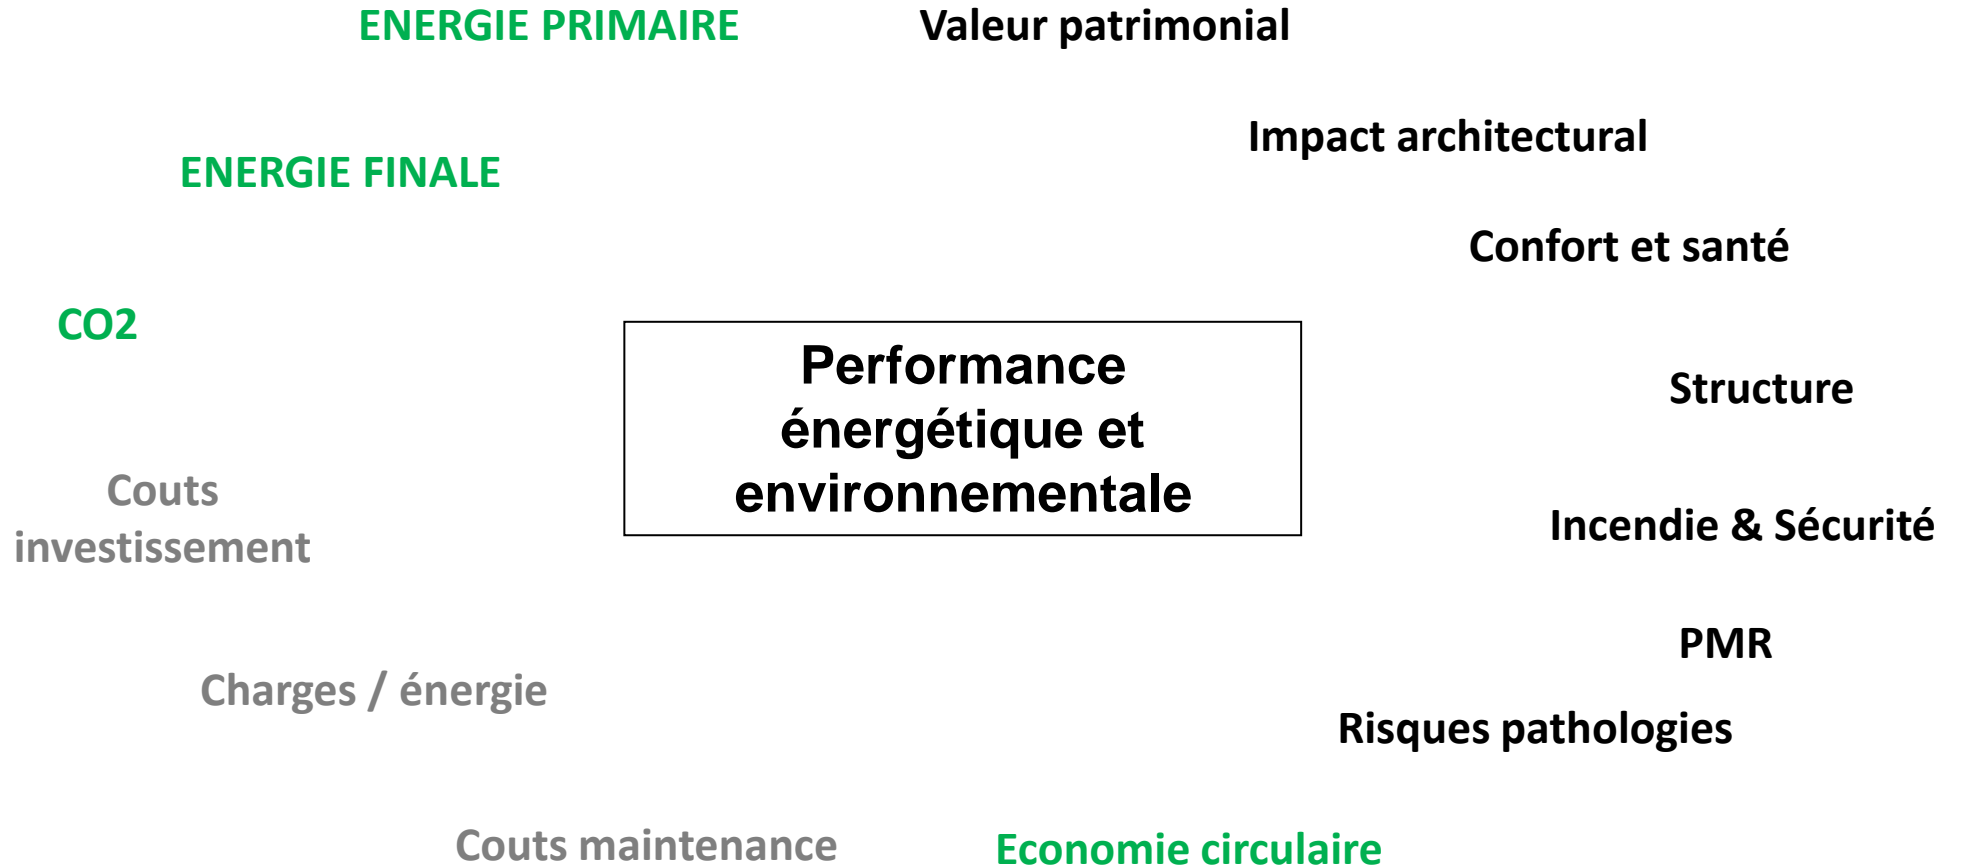 ENERGIE PRIMAIRE
Valeur patrimonial
Impact architectural
ENERGIE FINALE
Confort et santé
CO2
Performance
énergétique et
environnementale
Structure
Couts
investissement
Incendie & Sécurité
PMR
Charges / énergie
Risques pathologies
Couts maintenance
Economie circulaire